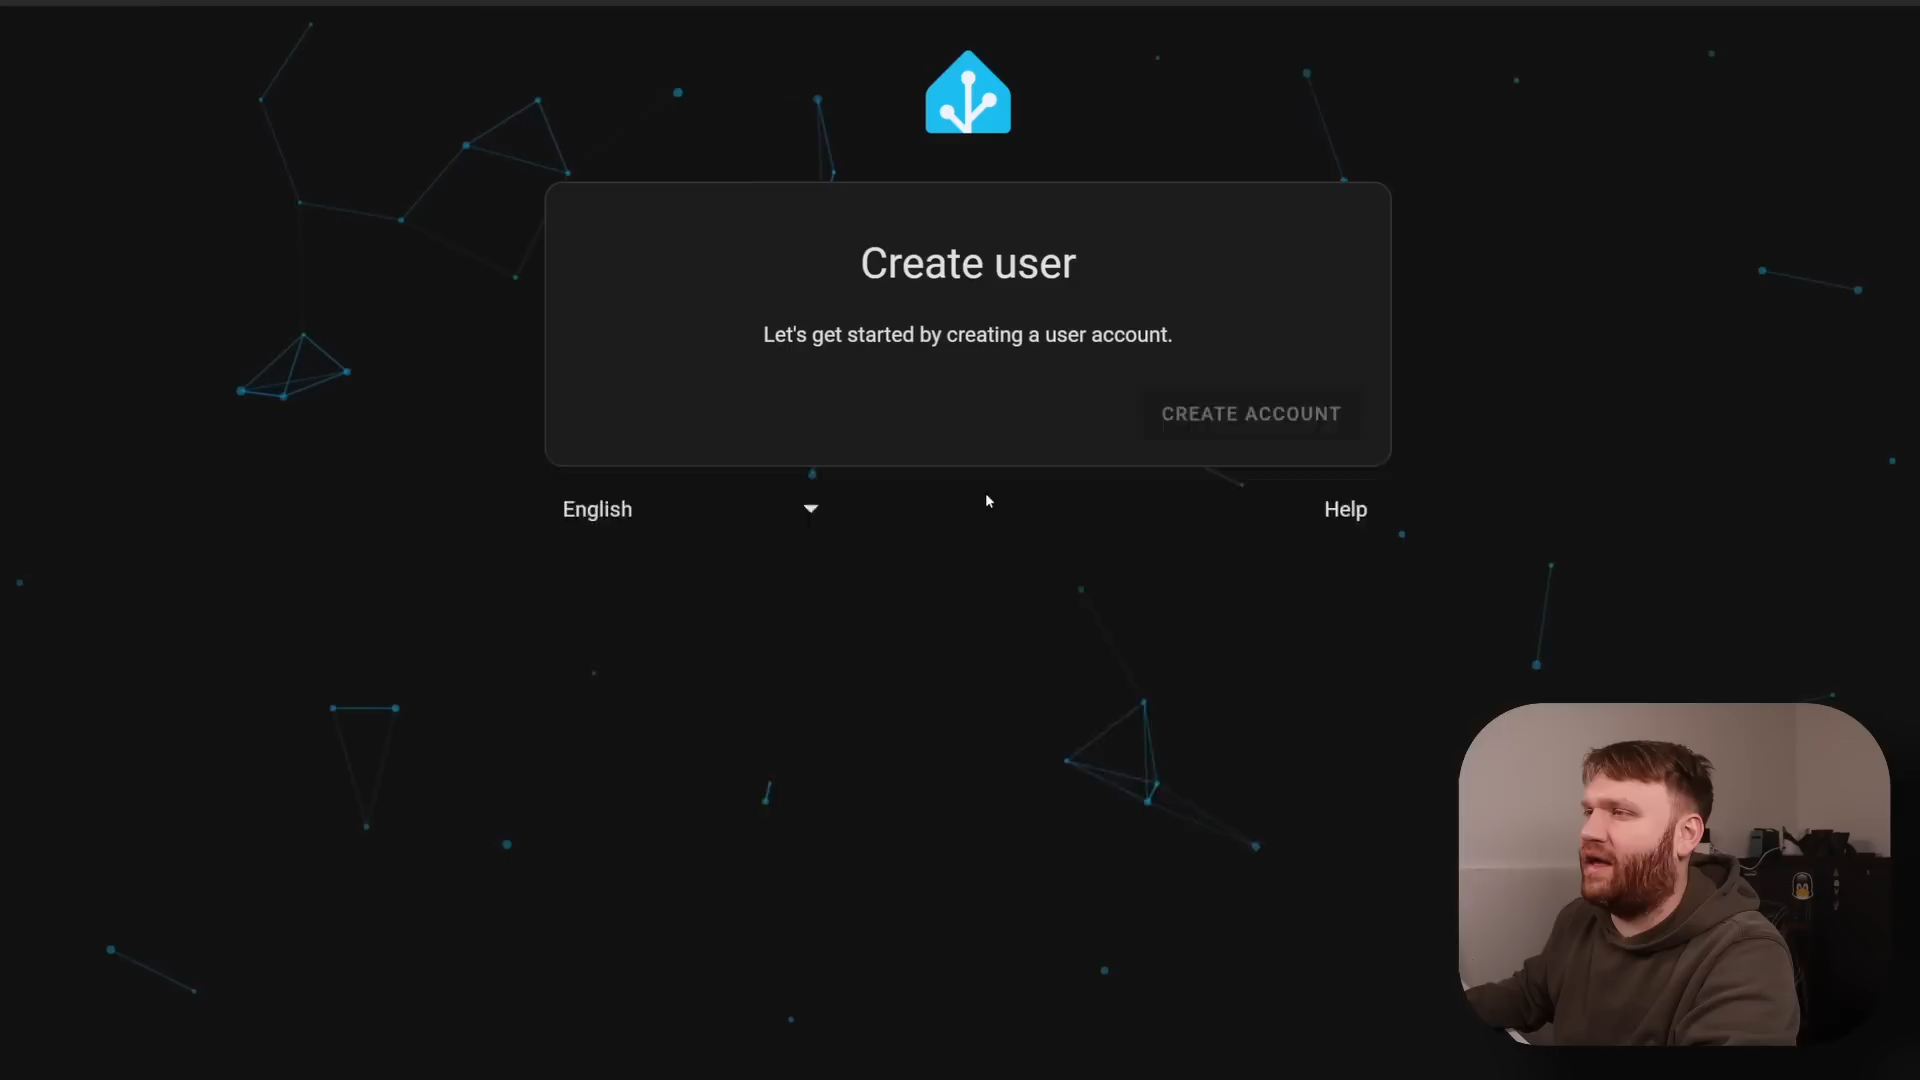 Create user
Let's get started by creating a user account.
CREATE ACCOUNT
English
Help